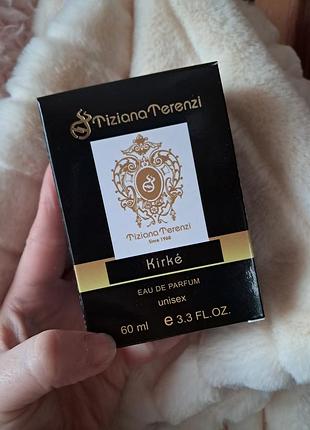 Tiziana Terenzi
Tiziana Terenzi
Since 1968
Kirké
EAU DE PARFUM
unisex
60 ml e 3.3 FL.OZ.